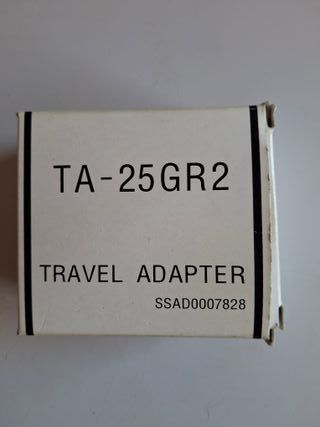 TA-25GR2
TRAVEL ADAPTER
SSAD0007828